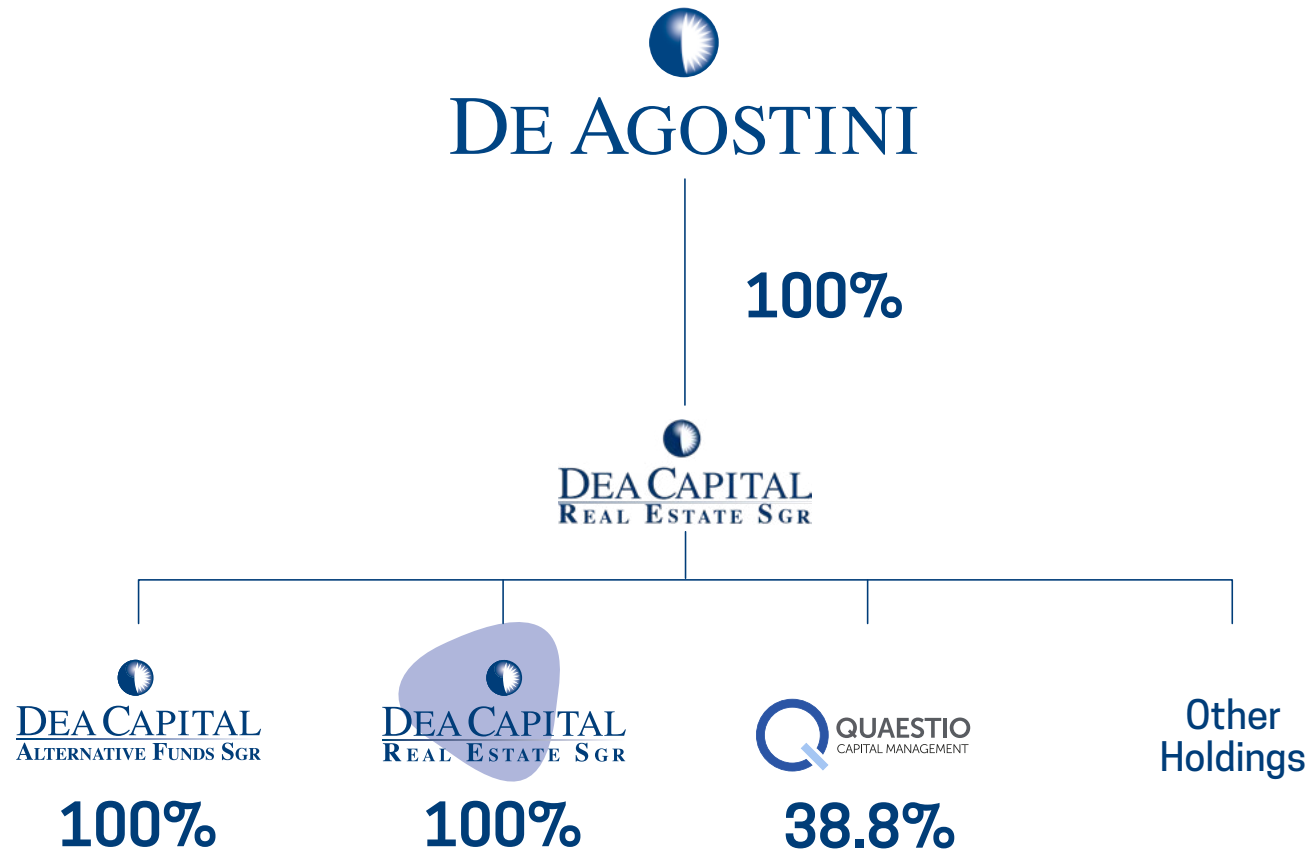 DE AGOSTINI
100%
DEA CAPITAL
REAL ESTATE SGR
DEA CAPITAL
ALTERNATIVE FUNDS SGR
100%
DEA CAPITAL
REAL ESTATE SGR
100%
QUAESTIO
CAPITAL MANAGEMENT
38.8%
Other
Holdings